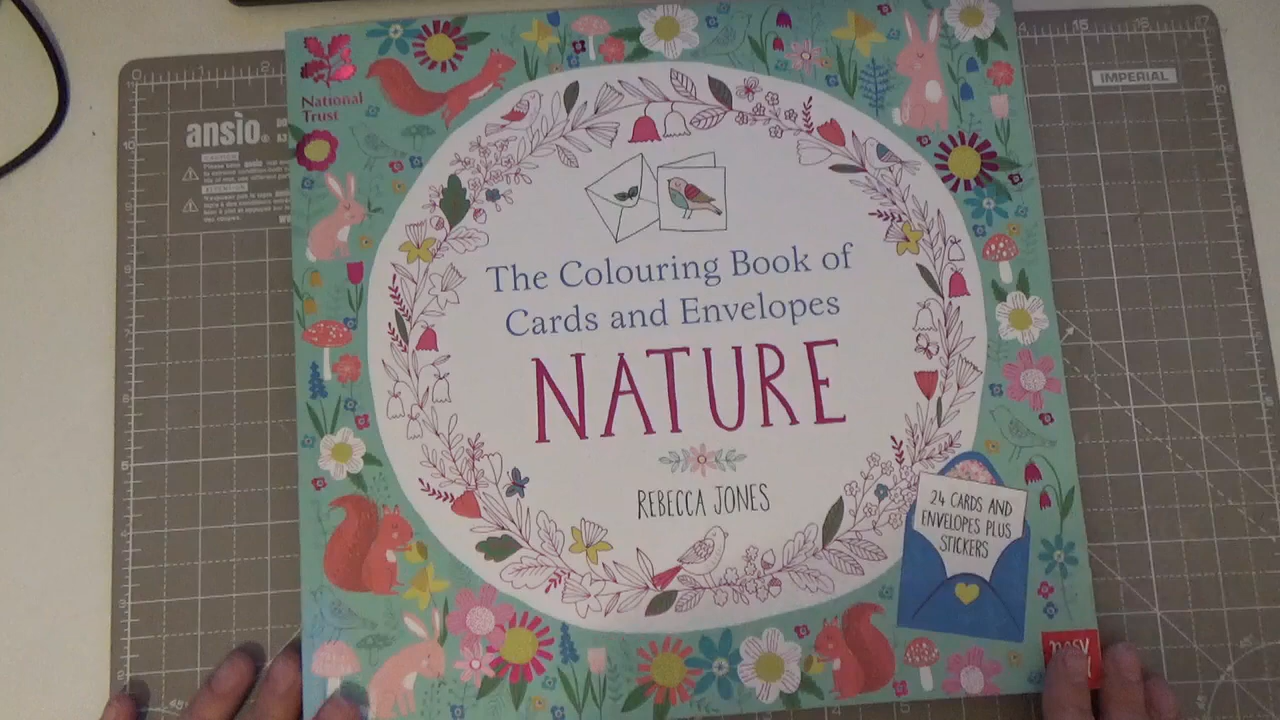 IMPERIAL
ansio
National
Trust
The Colouring Book of
Cards and Envelopes
NATURE
REBECCA JONES
24 CARDS AND
ENVELOPES PLUS
STICKERS